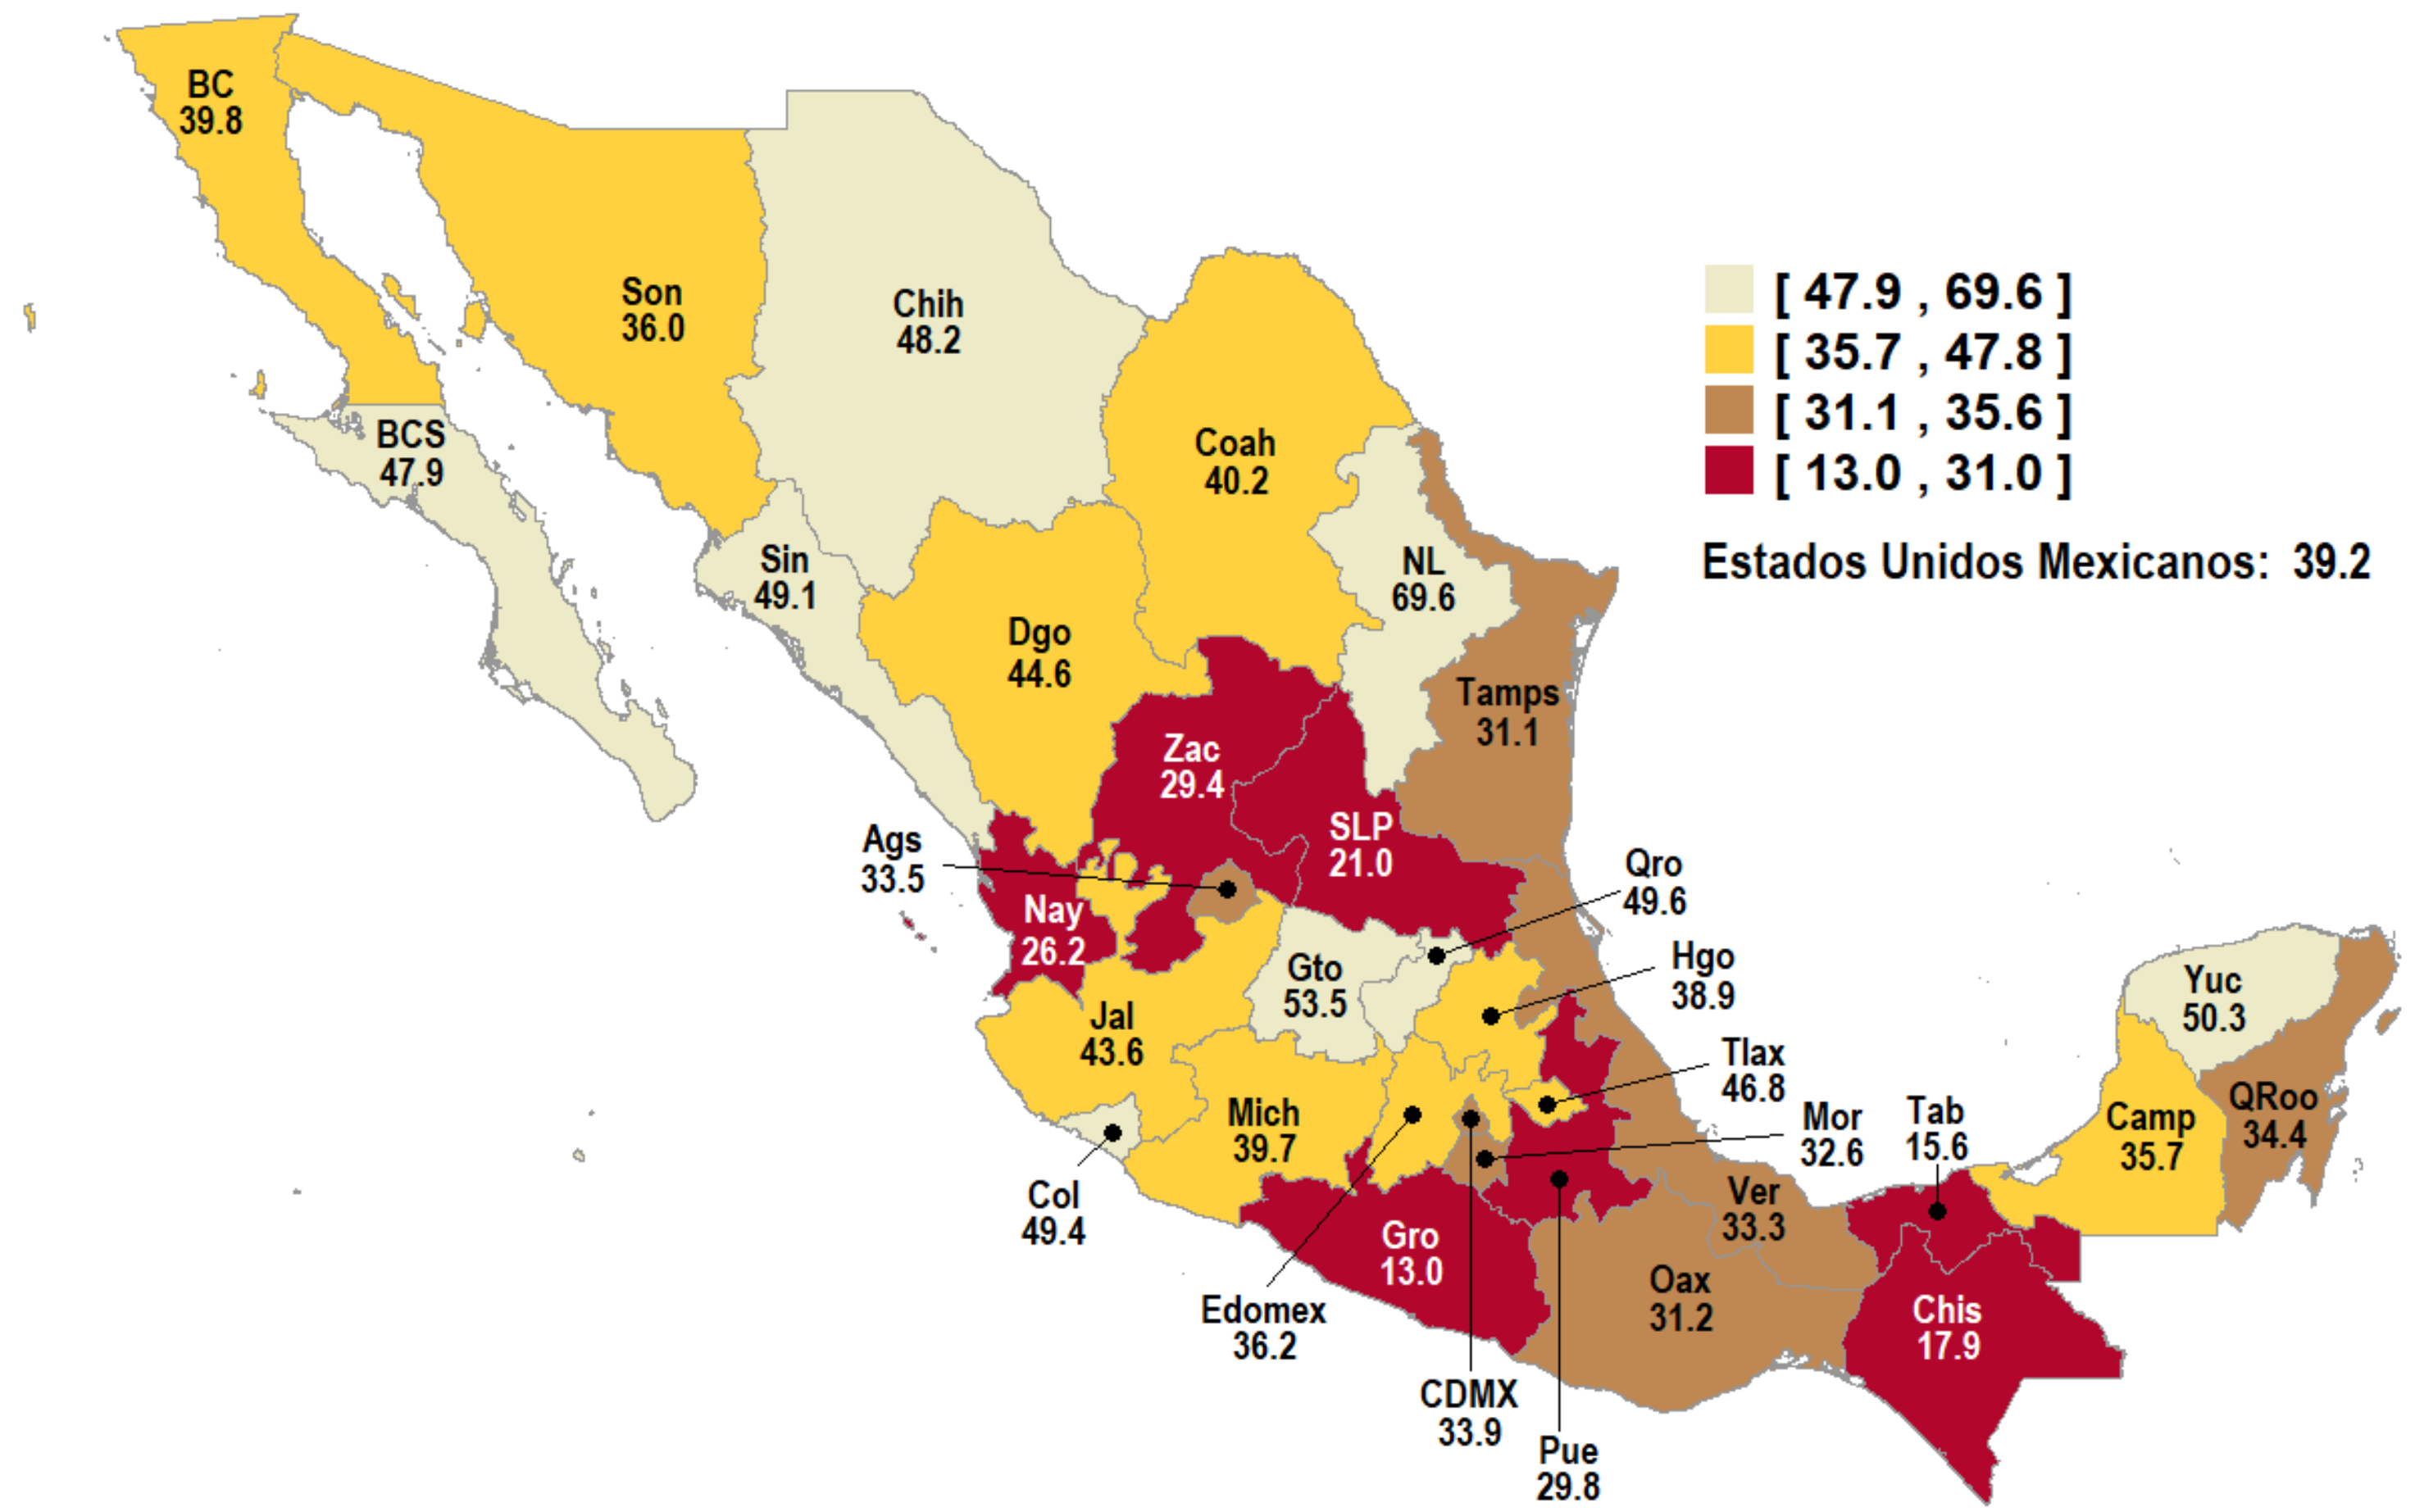 BC
39.8
Son
36.0
Chih
48.2
BCS
47.9
Coah
40.2
Sin
49.1
NL
69.6
Dgo
44.6
Tamps
31.1
Zac
29.4
SLP
21.0
Ags
33.5
Nay
26.2
Qro
49.6
Gto
53.5
Hgo
38.9
Jal
43.6
Tlax
46.8
Mich
39.7
Mor
32.6
Tab
15.6
Yuc
50.3
Camp
35.7
QRoo
34.4
Col
49.4
Ver
33.3
Gro
13.0
Oax
31.2
Edomex
36.2
Chis
17.9
CDMX
33.9
Pue
29.8
[ 47.9 , 69.6 ]
[ 35.7 , 47.8 ]
[ 31.1 , 35.6 ]
[ 13.0 , 31.0 ]
Estados Unidos Mexicanos: 39.2